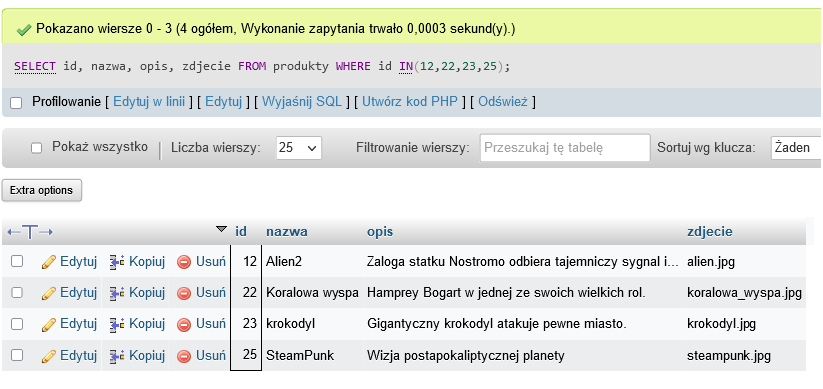 Pokazano wiersze 0 - 3 (4 ogółem, Wykonanie zapytania trwało 0,0003 sekund(y).)
SELECT id, nazwa, opis, zdjecie FROM produkty WHERE id IN(12,22,23,25);
Profilowanie [ Edytuj w linii ] [ Edytuj ] [ Wyjaśnij SQL ] [ Utwórz kod PHP ] [ Odśwież ]
Pokaż wszystko | Liczba wierszy: 25 Filtrowanie wierszy: Przeszukaj tę tabelę Sortuj wg klucza: Żaden
Extra options
←T→ id nazwa opis zdjecie
Edytuj Kopiuj Usuń 12 Alien2 Zaloga statku Nostromo odbiera tajemniczy sygnal i... alien.jpg
Edytuj Kopiuj Usuń 22 Koralowa wyspa Hamprey Bogart w jednej ze swoich wielkich rol. koralowa_wyspa.jpg
Edytuj Kopiuj Usuń 23 krokodyl Gigantyczny krokodyl atakuje pewne miasto. krokodyl.jpg
Edytuj Kopiuj Usuń 25 SteamPunk Wizja postapokaliptycznej planety steampunk.jpg